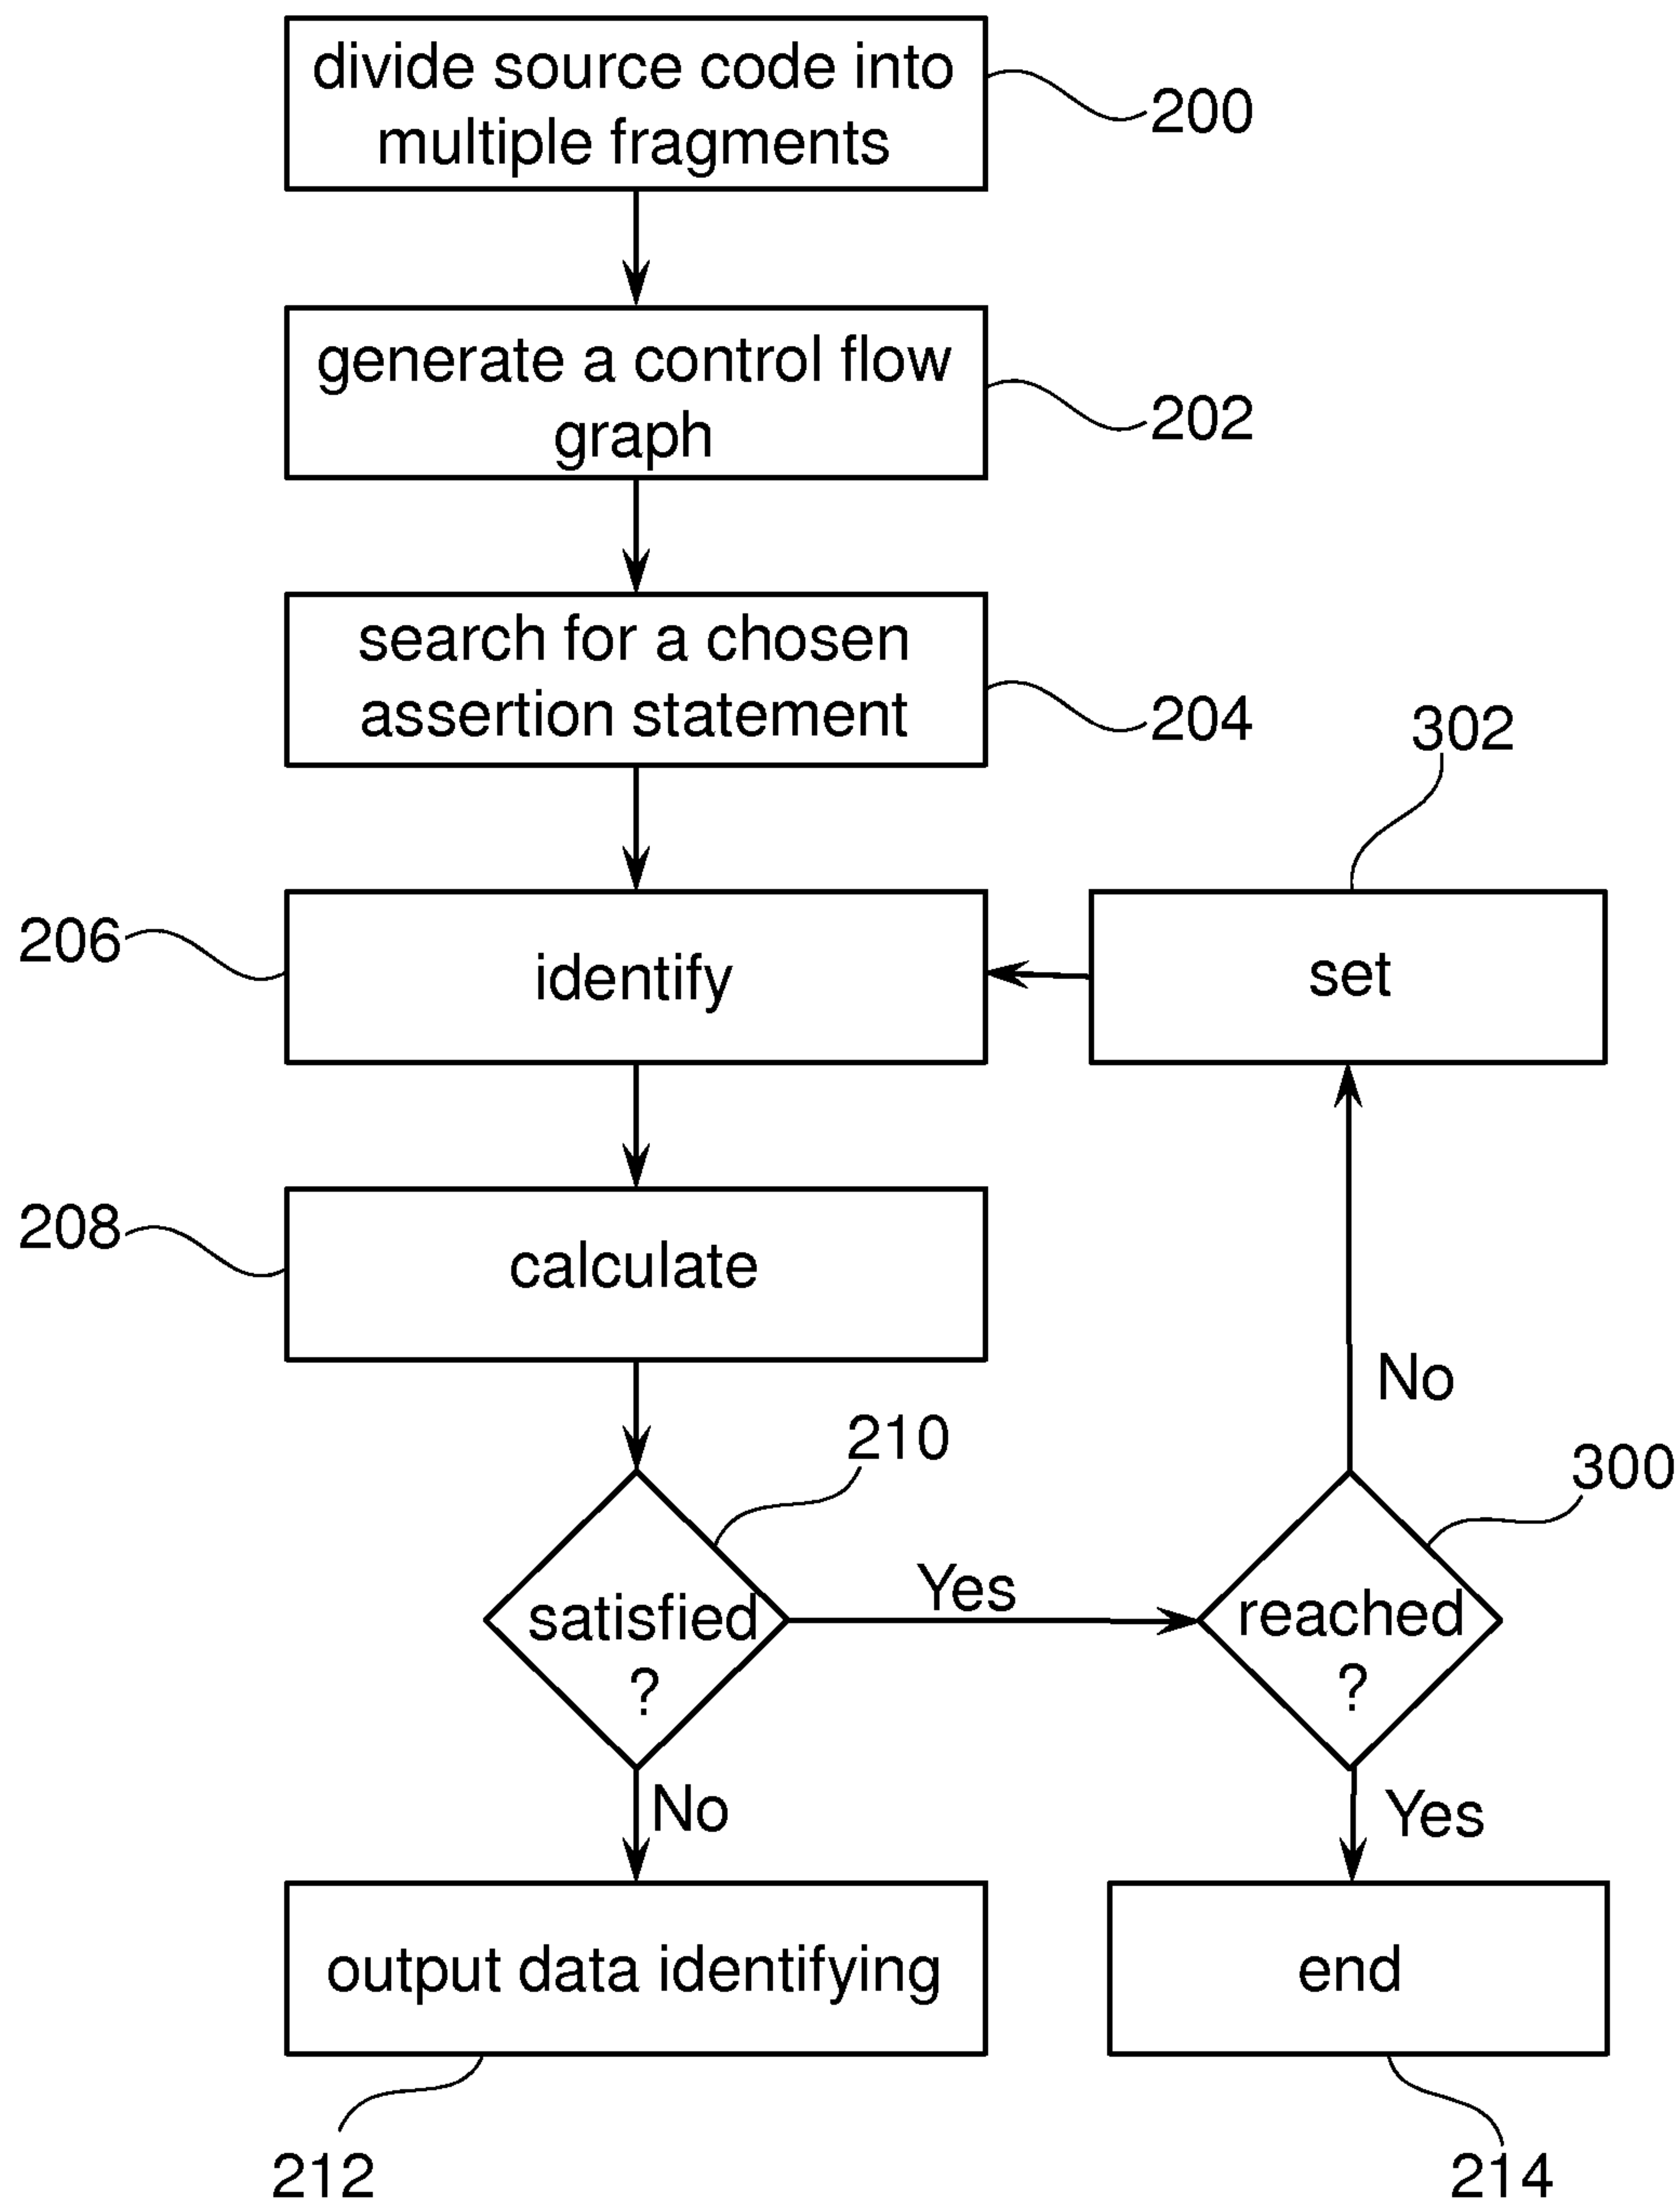 divide source code into
multiple fragments
200
generate a control flow
graph
202
search for a chosen
assertion statement
204
302
206
identify
set
208
calculate
No
210
300
satisfied
?
Yes
reached
?
No
Yes
output data identifying
end
212
214